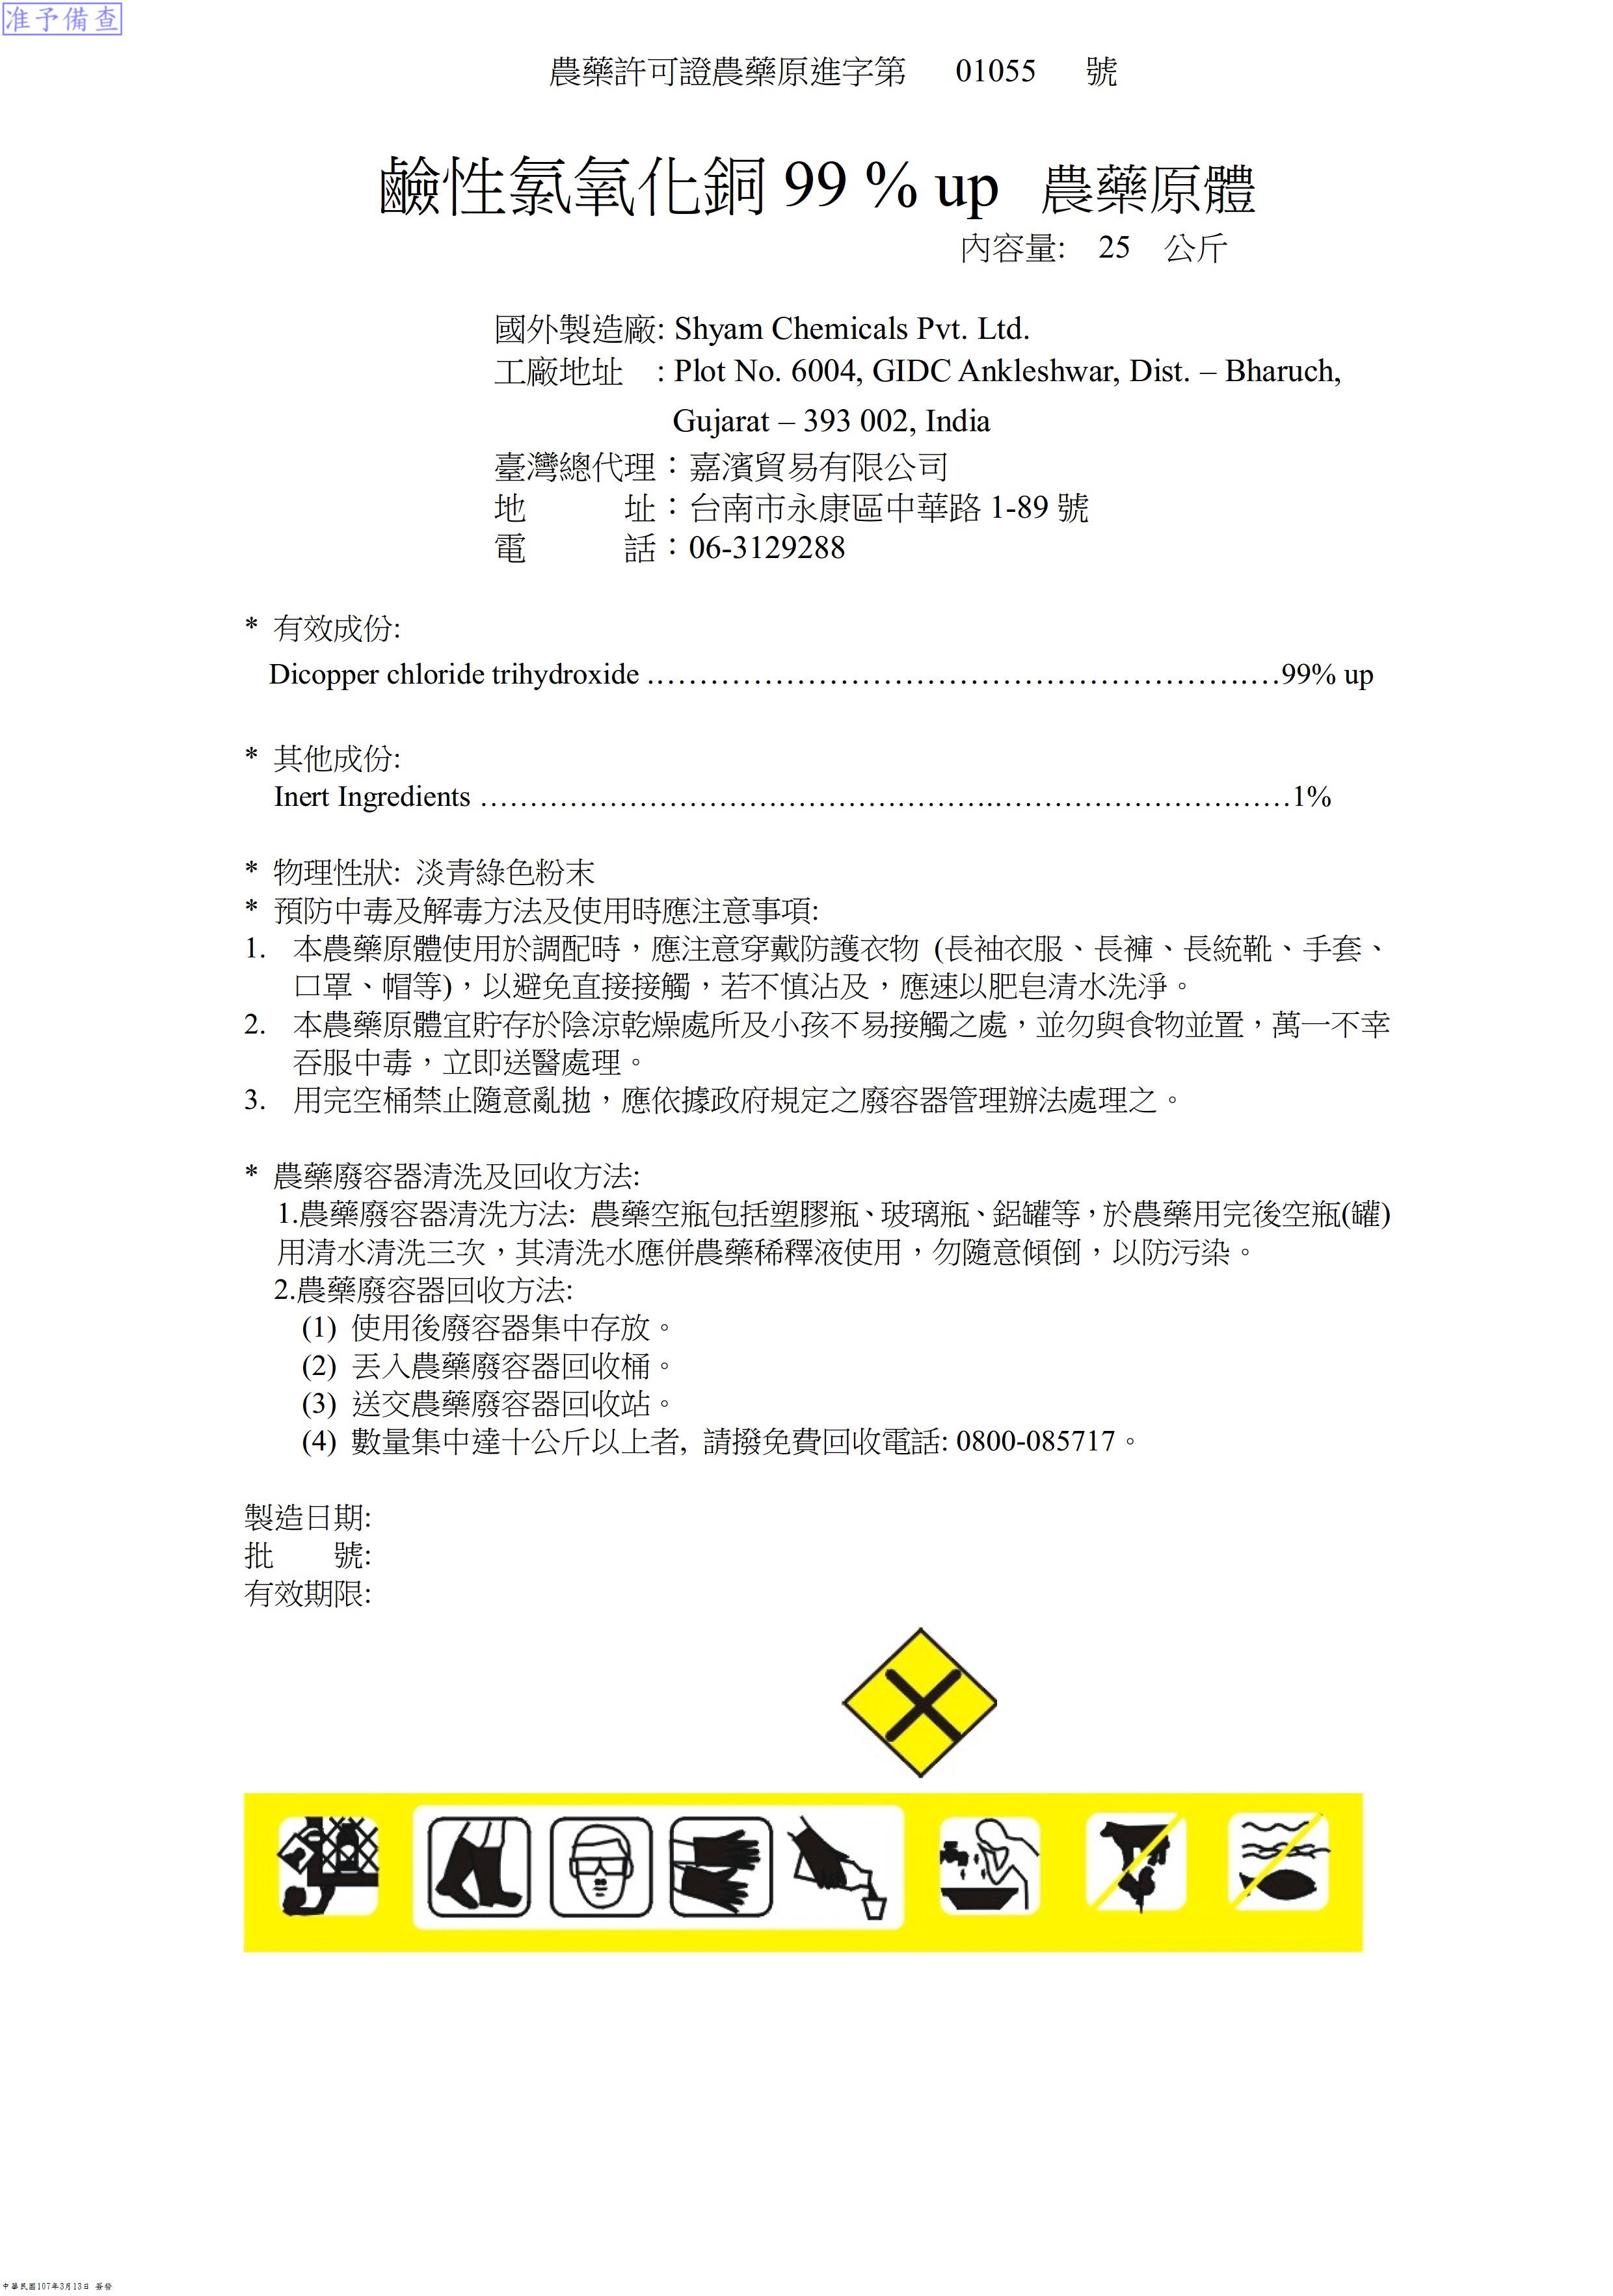 准予備查
農藥許可證農藥原進字第 01055 號
鹼性氯氧化銅 99 % up 農藥原體
內容量: 25 公斤
國外製造廠: Shyam Chemicals Pvt. Ltd.
工廠地址 : Plot No. 6004, GIDC Ankleshwar, Dist. – Bharuch,
Gujarat – 393 002, India
臺灣總代理：嘉濱貿易有限公司
地 址：台南市永康區中華路 1-89 號
電 話：06-3129288
* 有效成份:
Dicopper chloride trihydroxide ………………………………………………………99% up
* 其他成份:
Inert Ingredients ………………………………………………………………………1%
* 物理性狀: 淡青綠色粉末
* 預防中毒及解毒方法及使用時應注意事項:
1. 本農藥原體使用於調配時，應注意穿戴防護衣物 (長袖衣服、長褲、長統靴、手套、
口罩、帽等)，以避免直接接觸，若不慎沾及，應速以肥皂清水洗淨。
2. 本農藥原體宜貯存於陰涼乾燥處所及小孩不易接觸之處，並勿與食物並置，萬一不幸
吞服中毒，立即送醫處理。
3. 用完空桶禁止隨意亂拋，應依據政府規定之廢容器管理辦法處理之。
* 農藥廢容器清洗及回收方法:
1.農藥廢容器清洗方法: 農藥空瓶包括塑膠瓶、玻璃瓶、鋁罐等，於農藥用完後空瓶(罐)
用清水清洗三次，其清洗水應併農藥稀釋液使用，勿隨意傾倒，以防污染。
2.農藥廢容器回收方法:
(1) 使用後廢容器集中存放。
(2) 丟入農藥廢容器回收桶。
(3) 送交農藥廢容器回收站。
(4) 數量集中達十公斤以上者, 請撥免費回收電話: 0800-085717。
製造日期:
批 號:
有效期限:
中華民國107年3月13日 簽發